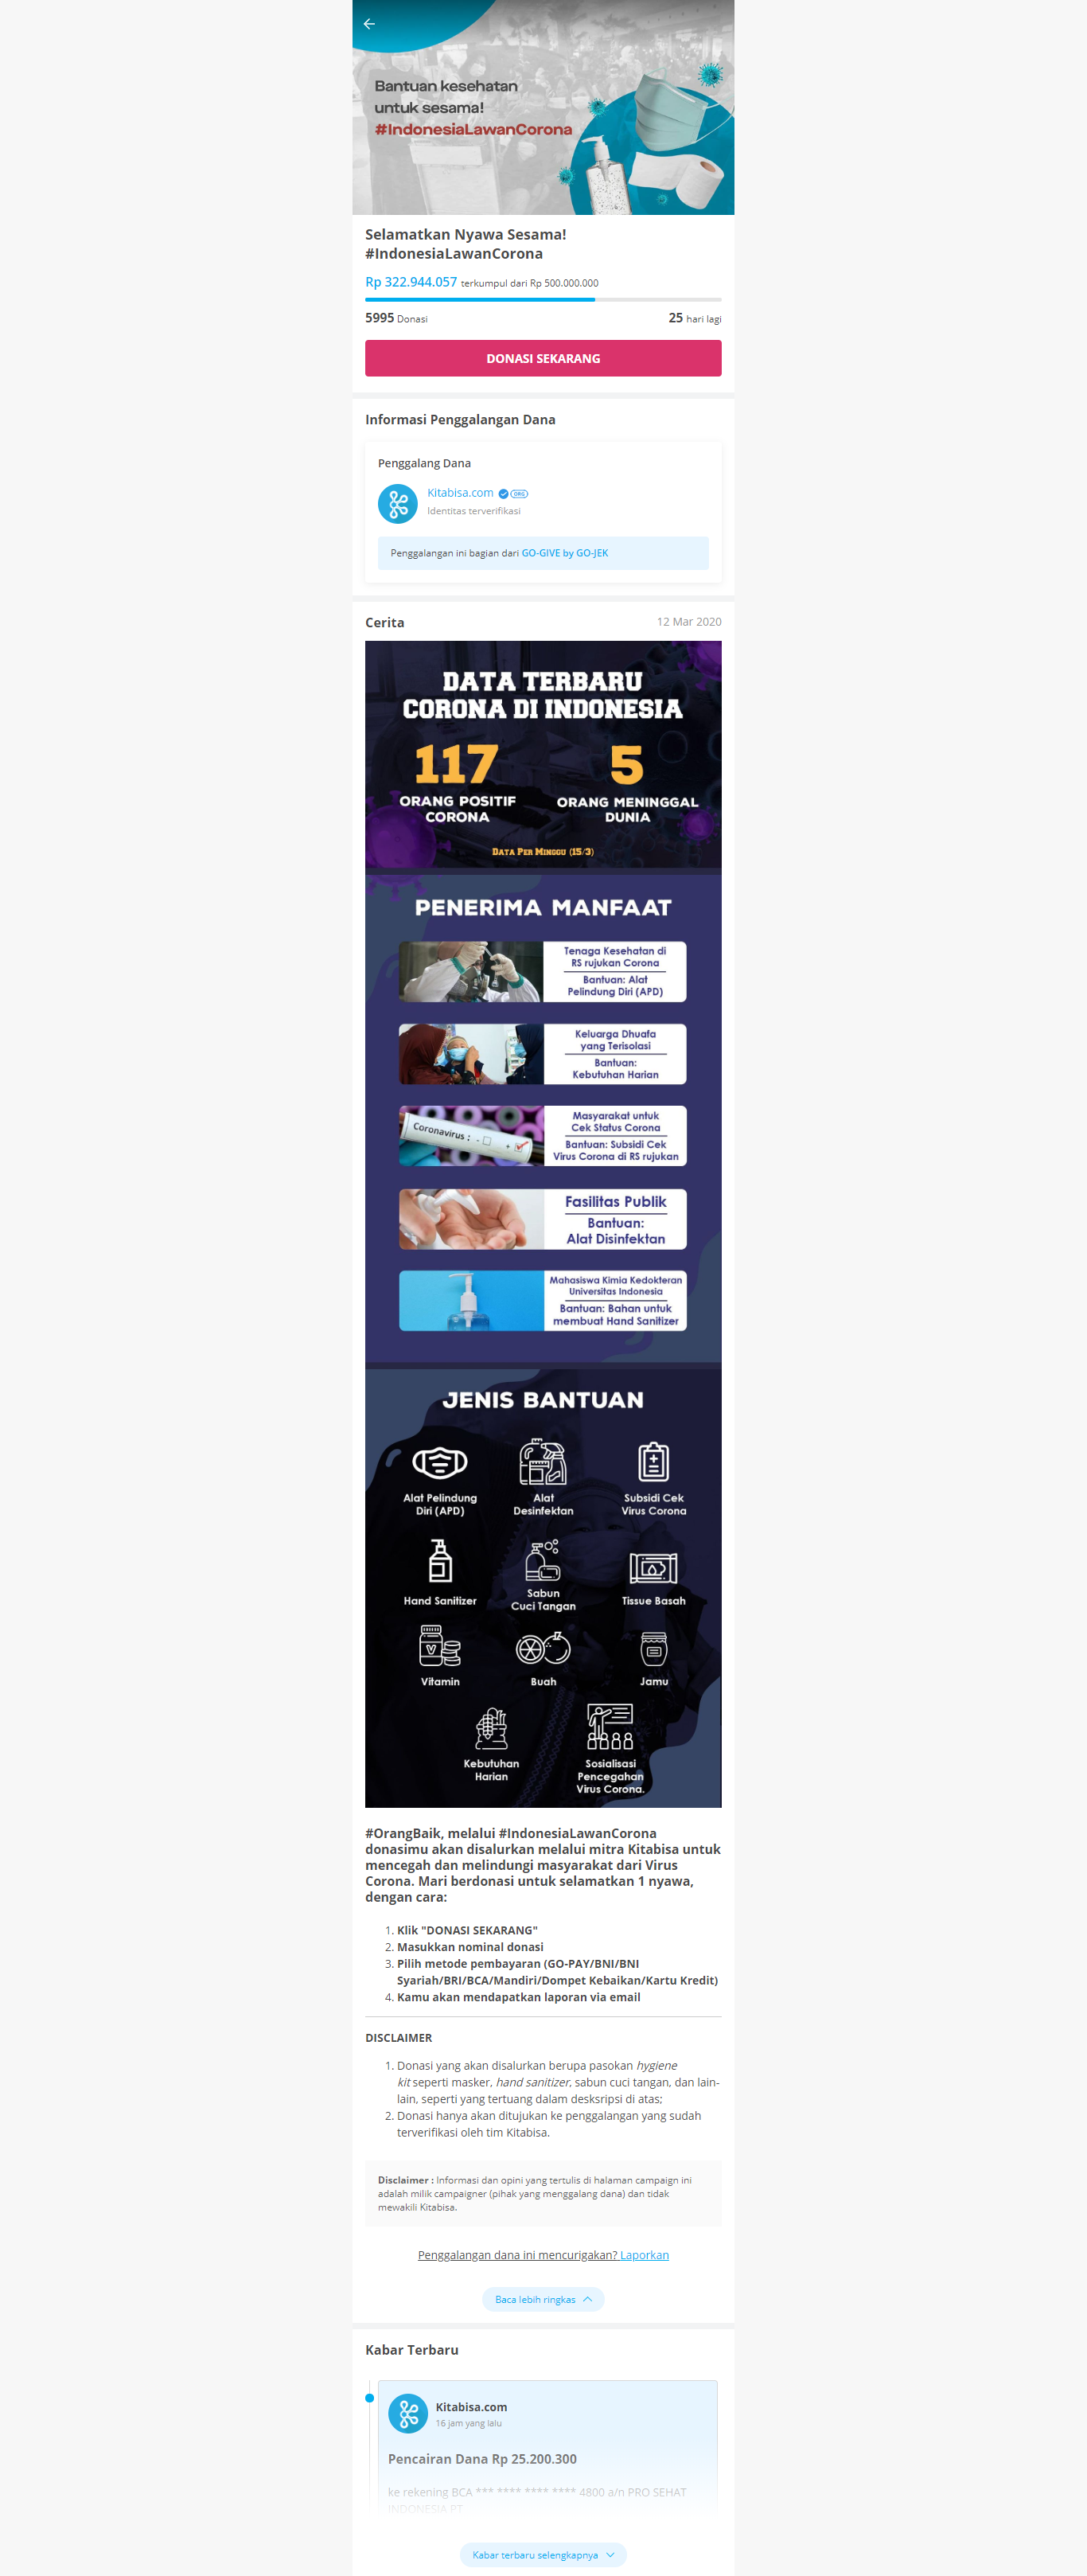 Bantuan kesehatan
untuk sesama!
#IndonesiaLawanCorona
Selamatkan Nyawa Sesama!
#IndonesiaLawanCorona
Rp 322.944.057 terkumpul dari Rp 500.000.000
5995 Donasi
25 hari lagi
DONASI SEKARANG
Informasi Penggalangan Dana
Penggalang Dana
Kitabisa.com ORG
Identitas terverifikasi
Penggalangan ini bagian dari GO-GIVE by GO-JEK
Cerita
12 Mar 2020
DATA TERBARU
CORONA DI INDONESIA
117
ORANG POSITIF
CORONA
5
ORANG MENINGGAL
DUNIA
DATA PER MINGGU (15/3)
PENERIMA MANFAAT
Tenaga Kesehatan di
RS rujukan Corona
Bantuan: Alat
Pelindung Diri (APD)
Keluarga Dhuafa
yang Terisolasi
Bantuan:
Kebutuhan Harian
Coronavirus : -
+
Masyarakat untuk
Cek Status Corona
Bantuan: Subsidi Cek
Virus Corona di RS rujukan
Fasilitas Publik
Bantuan:
Alat Disinfektan
Mahasiswa Kimia Kedokteran
Universitas Indonesia
Bantuan: Bahan untuk
membuat Hand Sanitizer
JENIS BANTUAN
Alat Pelindung
Diri (APD)
Alat
Desinfektan
Subsidi Cek
Virus Corona
Hand Sanitizer
Sabun
Cuci Tangan
Tissue Basah
V
Vitamin
Buah
Jamu
Kebutuhan
Harian
Sosialisasi
Pencegahan
Virus Corona.
#OrangBaik, melalui #IndonesiaLawanCorona
donasimu akan disalurkan melalui mitra Kitabisa untuk
mencegah dan melindungi masyarakat dari Virus
Corona. Mari berdonasi untuk selamatkan 1 nyawa,
dengan cara:
1. Klik "DONASI SEKARANG"
2. Masukkan nominal donasi
3. Pilih metode pembayaran (GO-PAY/BNI/BNI
Syariah/BRI/BCA/Mandiri/Dompet Kebaikan/Kartu Kredit)
4. Kamu akan mendapatkan laporan via email
DISCLAIMER
1. Donasi yang akan disalurkan berupa pasokan hygiene
kit seperti masker, hand sanitizer, sabun cuci tangan, dan lain-
lain, seperti yang tertuang dalam desksripsi di atas;
2. Donasi hanya akan ditujukan ke penggalangan yang sudah
terverifikasi oleh tim Kitabisa.
Disclaimer : Informasi dan opini yang tertulis di halaman campaign ini
adalah milik campaigner (pihak yang menggalang dana) dan tidak
mewakili Kitabisa.
Penggalangan dana ini mencurigakan? Laporkan
Baca lebih ringkas
Kabar Terbaru
Kitabisa.com
16 jam yang lalu
Pencairan Dana Rp 25.200.300
ke rekening BCA *** **** **** **** 4800 a/n PRO SEHAT
INDONESIA PT
Kabar terbaru selengkapnya